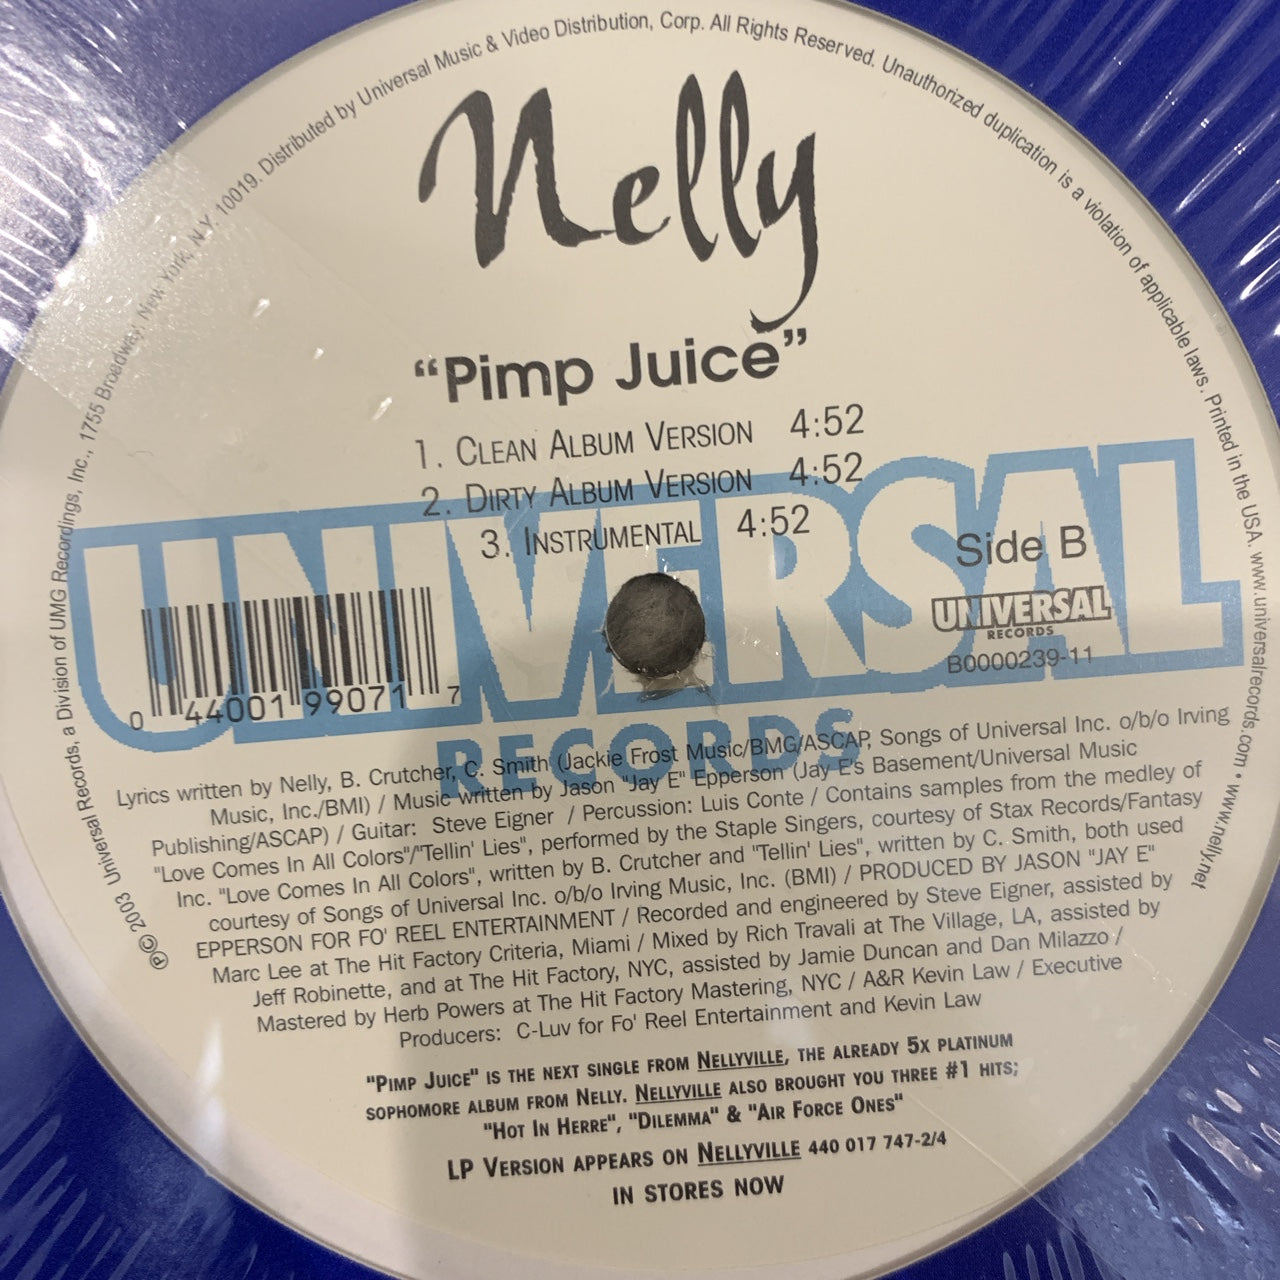 ℗© 2003 Universal Records, a Division of UMG Recordings, Inc., 1755 Broadway, New York, N.Y. 10019. Distributed by Universal Music & Video Distribution, Corp. All Rights Reserved. Unauthorized duplication is a violation of applicable laws. Printed in the USA. www.universalrecords.com • www.nelly.net
Nelly
“Pimp Juice”
1. CLEAN ALBUM VERSION 4:52
2. DIRTY ALBUM VERSION 4:52
3. INSTRUMENTAL 4:52
Side B
UNIVERSAL
RECORDS
B0000239-11
UNIVERSAL
RECORDS
0 44001 99071 7
Lyrics written by Nelly, B. Crutcher, C. Smith (Jackie Frost Music/BMG/ASCAP, Songs of Universal Inc. o/b/o Irving
Music, Inc./BMI) / Music written by Jason "Jay E" Epperson (Jay E's Basement/Universal Music
Publishing/ASCAP) / Guitar: Steve Eigner / Percussion: Luis Conte / Contains samples from the medley of
"Love Comes In All Colors"/"Tellin' Lies", performed by the Staple Singers, courtesy of Stax Records/Fantasy
Inc. "Love Comes In All Colors", written by B. Crutcher and "Tellin' Lies", written by C. Smith, both used
courtesy of Songs of Universal Inc. o/b/o Irving Music, Inc. (BMI) / PRODUCED BY JASON "JAY E"
EPPERSON FOR FO' REEL ENTERTAINMENT / Recorded and engineered by Steve Eigner, assisted by
Marc Lee at The Hit Factory Criteria, Miami / Mixed by Rich Travali at The Village, LA, assisted by
Jeff Robinette, and at The Hit Factory, NYC, assisted by Jamie Duncan and Dan Milazzo /
Mastered by Herb Powers at The Hit Factory Mastering, NYC / A&R Kevin Law / Executive
Producers: C-Luv for Fo' Reel Entertainment and Kevin Law
"PIMP JUICE" IS THE NEXT SINGLE FROM NELLYVILLE, THE ALREADY 5X PLATINUM
SOPHOMORE ALBUM FROM NELLY. NELLYVILLE ALSO BROUGHT YOU THREE #1 HITS;
"HOT IN HERRE", "DILEMMA" & "AIR FORCE ONES"
LP VERSION APPEARS ON NELLYVILLE 440 017 747-2/4
IN STORES NOW